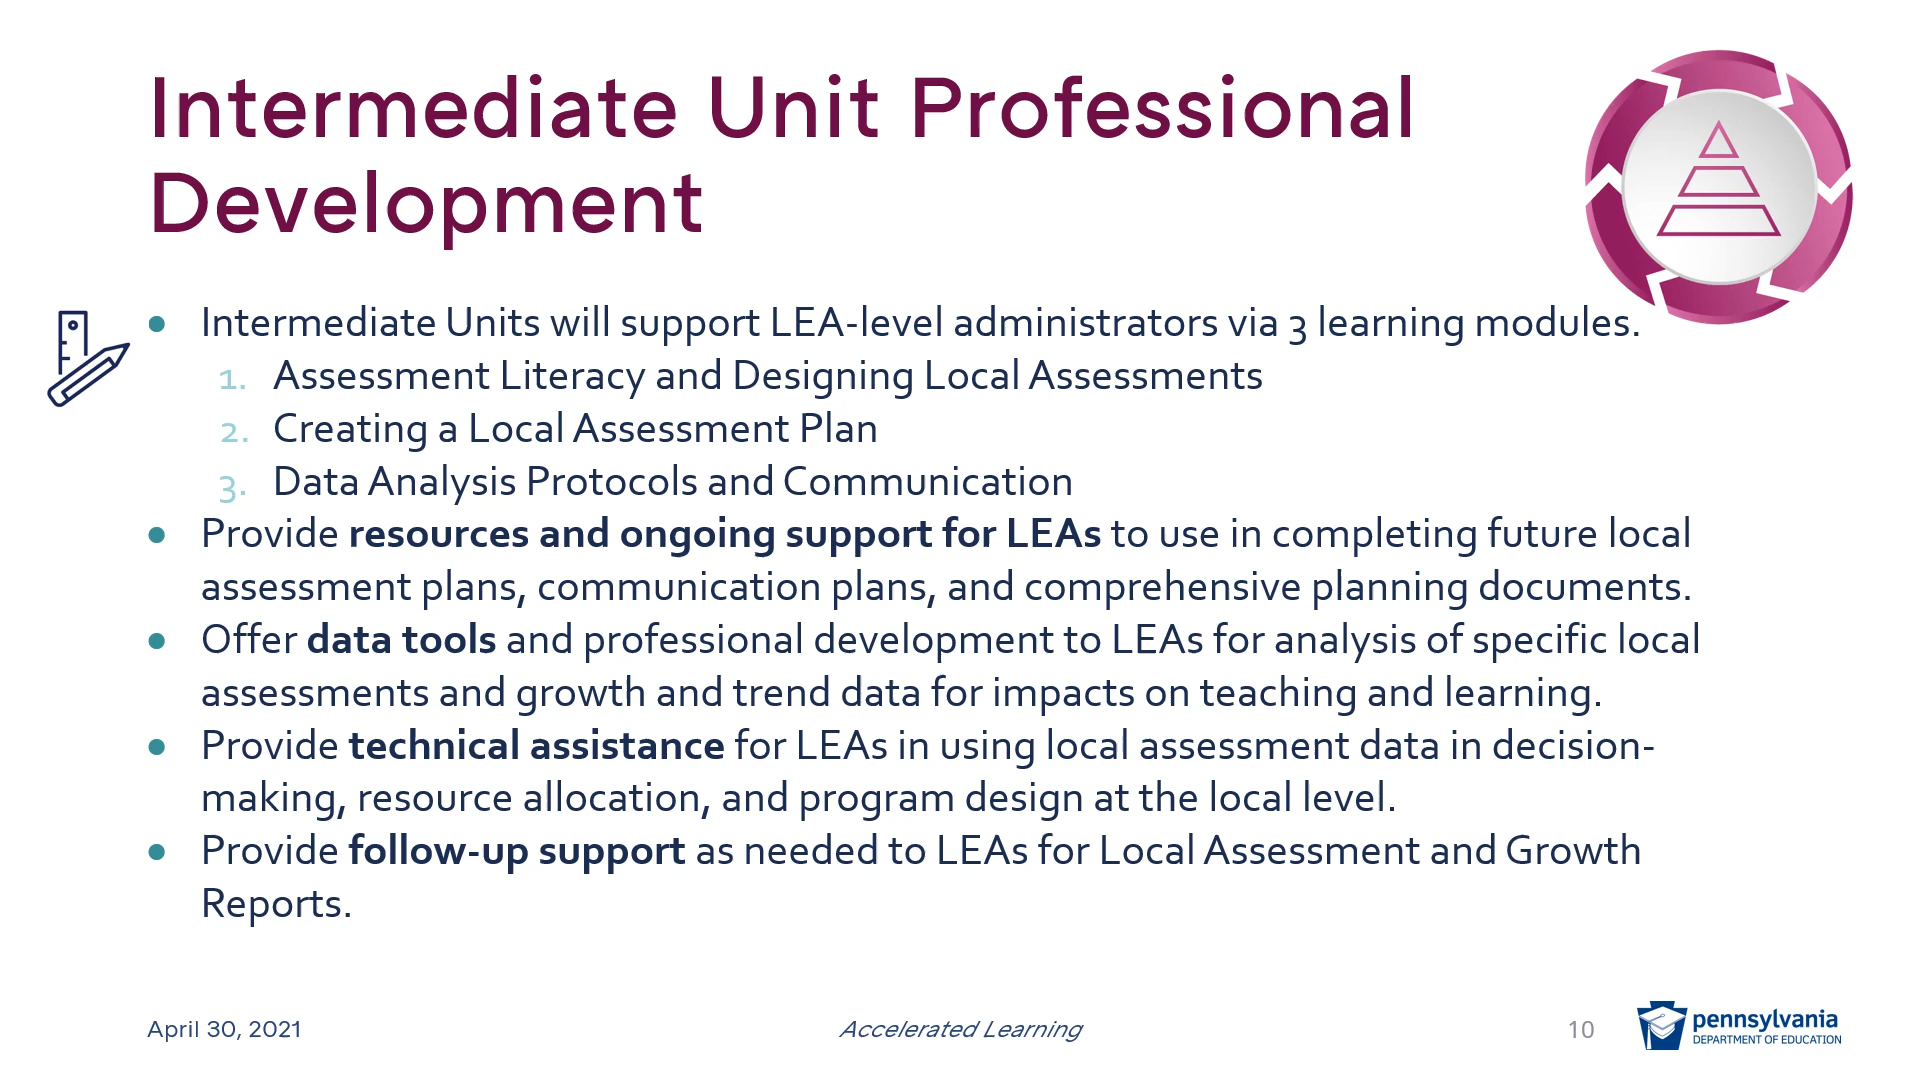 Intermediate Unit Professional
Development
• Intermediate Units will support LEA-level administrators via 3 learning modules.
1. Assessment Literacy and Designing Local Assessments
2. Creating a Local Assessment Plan
3. Data Analysis Protocols and Communication
• Provide resources and ongoing support for LEAs to use in completing future local
assessment plans, communication plans, and comprehensive planning documents.
• Offer data tools and professional development to LEAs for analysis of specific local
assessments and growth and trend data for impacts on teaching and learning.
• Provide technical assistance for LEAs in using local assessment data in decision-
making, resource allocation, and program design at the local level.
• Provide follow-up support as needed to LEAs for Local Assessment and Growth
Reports.
April 30, 2021
Accelerated Learning
10
pennsylvania
DEPARTMENT OF EDUCATION